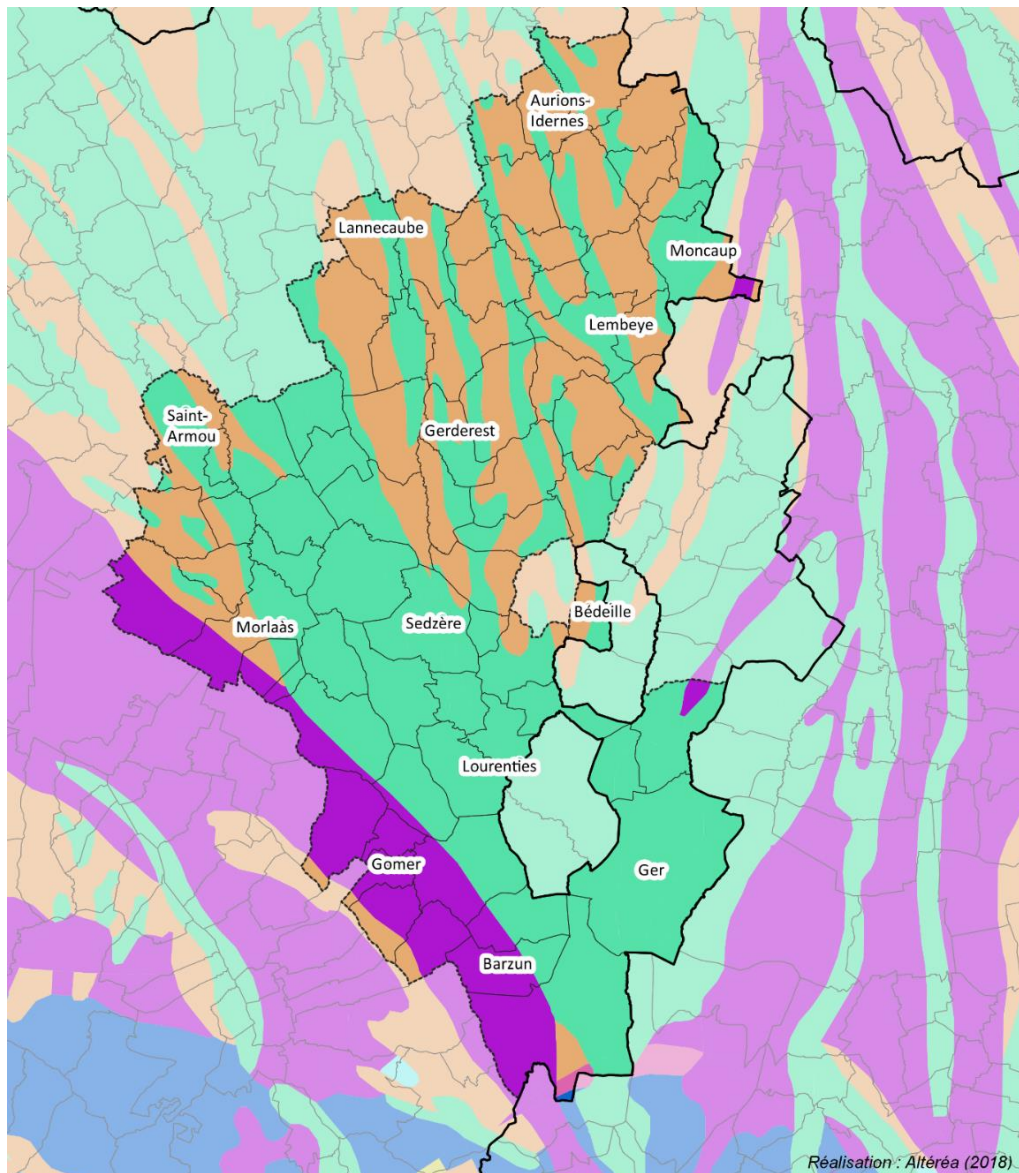 Aurions-
Idernes
Lannecaube
Moncaup
Lembeye
Saint-
Armou
Gerderest
Bédeille
Morlaàs
Sedzère
Lourenties
Gomer
Ger
Barzun
Réalisation : Altéréa (2018)